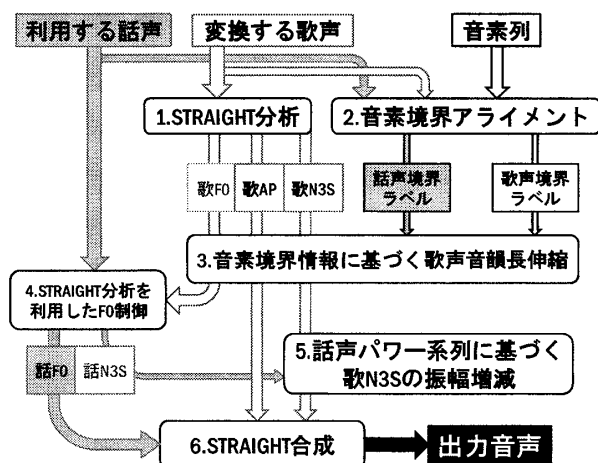 利用する話声
変換する歌声
音素列
1.STRAIGHT分析
2.音素境界アライメント
歌F0
歌AP
歌N3S
話声境界
ラベル
歌声境界
ラベル
3.音素境界情報に基づく歌声音韻長伸縮
4.STRAIGHT分析を
利用したF0制御
話F0
話N3S
5.話声パワー系列に基づく
歌N3Sの振幅増減
6.STRAIGHT合成
出力音声